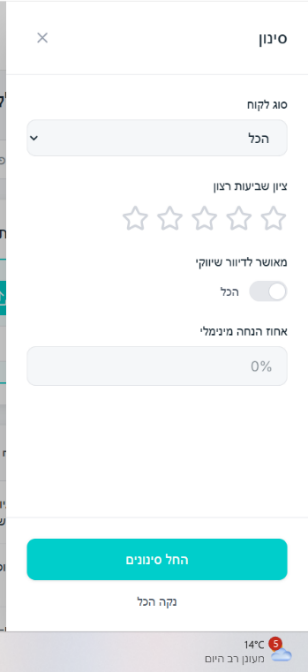 סינון
סוג לקוח
הכל
ציון שביעות רצון
מאושר לדיוור שיווקי
הכל
אחוז הנחה מינימלי
0%
החל סינונים
נקה הכל
14°C
5
מעונן רב היום